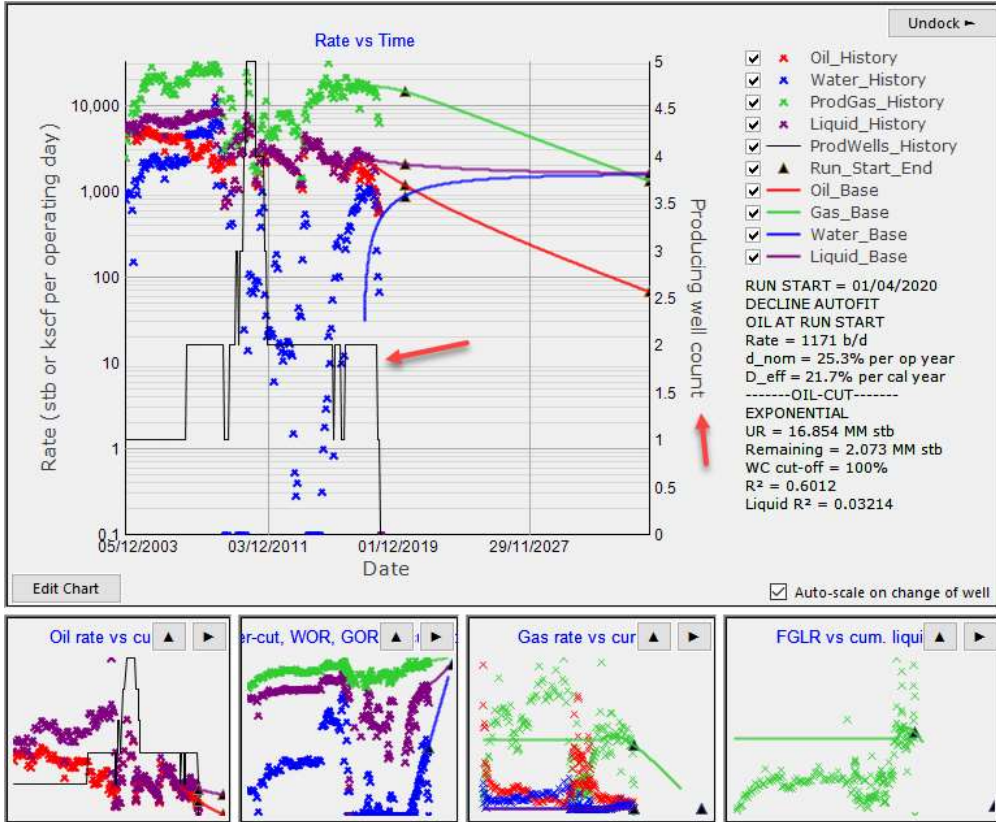 Undock
Rate vs Time
Rate ( stb or kscf per operating day)
10,000
1,000
100
10
1
0.1
5
4.5
4
3.5
3
2.5
2
1.5
1
0.5
0
Producing well count
05/12/2003
03/12/2011
01/12/2019
29/11/2027
Date
Oil_History
Water_History
ProdGas_History
Liquid_History
ProdWells_History
Run_Start_End
Oil_Base
Gas_Base
Water_Base
Liquid_Base
RUN START = 01/04/2020
DECLINE AUTOFIT
OIL AT RUN START
Rate = 1171 b/d
d_nom = 25.3% per op year
D_eff = 21.7% per cal year
-------OIL-CUT-------
EXPONENTIAL
UR = 16.854 MM stb
Remaining = 2.073 MM stb
WC cut-off = 100%
R² = 0.6012
Liquid R² = 0.03214
Edit Chart
Auto-scale on change of well
Oil rate vs cu
er-cut, WOR, GOR
Gas rate vs cur
FGLR vs cum. liqui